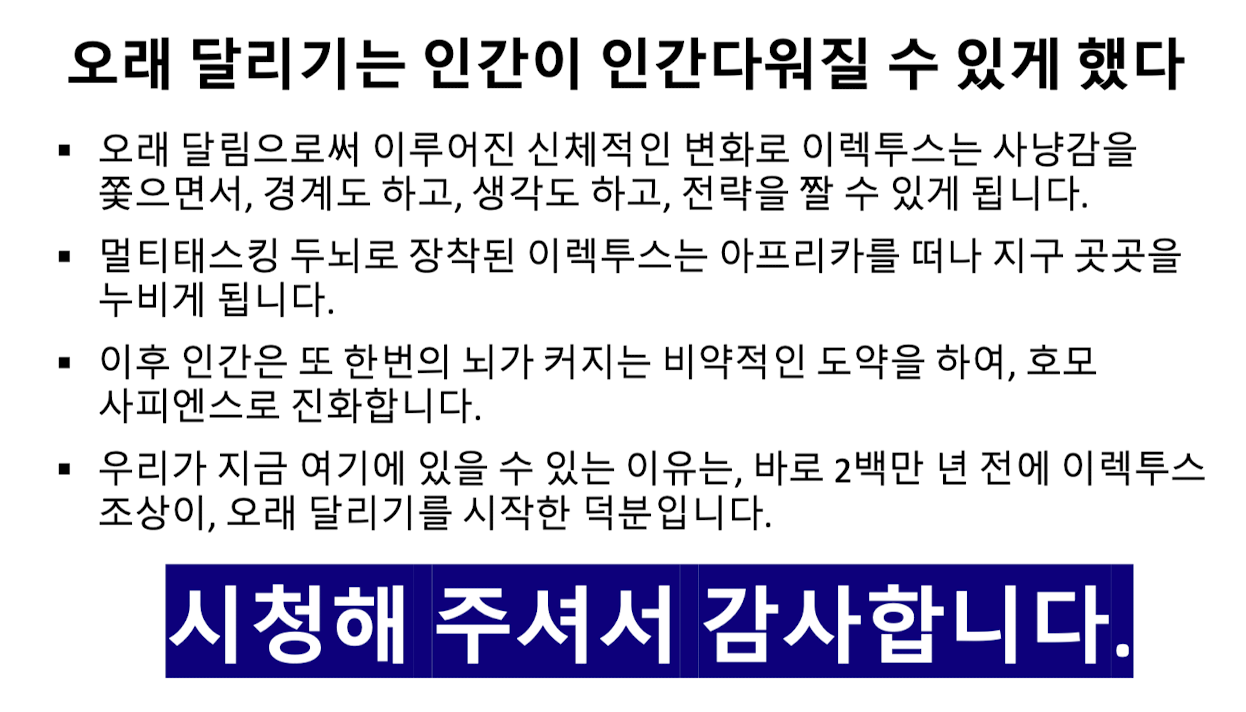 오래 달리기는 인간이 인간다워질 수 있게 했다
▪ 오래 달림으로써 이루어진 신체적인 변화로 이렉투스는 사냥감을
쫓으면서, 경계도 하고, 생각도 하고, 전략을 짤 수 있게 됩니다.
▪ 멀티태스킹 두뇌로 장착된 이렉투스는 아프리카를 떠나 지구 곳곳을
누비게 됩니다.
▪ 이후 인간은 또 한번의 뇌가 커지는 비약적인 도약을 하여, 호모
사피엔스로 진화합니다.
▪ 우리가 지금 여기에 있을 수 있는 이유는, 바로 2백만 년 전에 이렉투스
조상이, 오래 달리기를 시작한 덕분입니다.
시청해 주셔서 감사합니다.